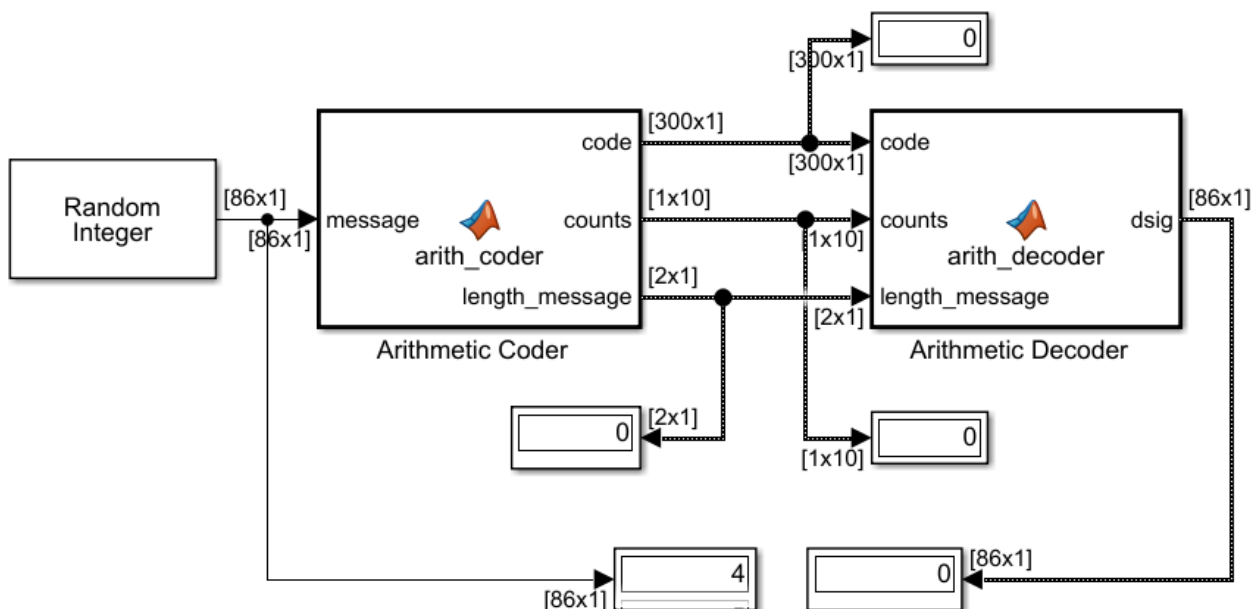 0
[300x1]
[300x1]
code
code
[300x1]
Random
Integer
[86x1]
[86x1]
message
arith_coder
[1x10]
counts
counts
[1x10]
arith_decoder
[86x1]
dsig
[2x1]
length_message
length_message
[2x1]
Arithmetic Coder
Arithmetic Decoder
0
[2x1]
0
[1x10]
4
[86x1]
0
[86x1]